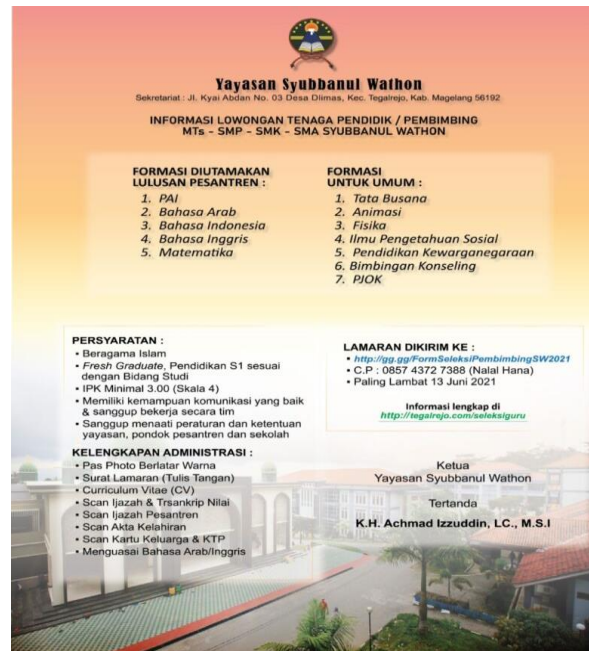 Yayasan Syubbanul Wathon
Sekretariat : Jl. Kyai Abdan No. 03 Desa Dlimas, Kec. Tegalrejo, Kab. Magelang 56192
INFORMASI LOWONGAN TENAGA PENDIDIK / PEMBIMBING
MTs - SMP - SMK - SMA SYUBBANUL WATHON
FORMASI DIUTAMAKAN
LULUSAN PESANTREN :
1. PAI
2. Bahasa Arab
3. Bahasa Indonesia
4. Bahasa Inggris
5. Matematika
FORMASI
UNTUK UMUM :
1. Tata Busana
2. Animasi
3. Fisika
4. Ilmu Pengetahuan Sosial
5. Pendidikan Kewarganegaraan
6. Bimbingan Konseling
7. PJOK
PERSYARATAN :
• Beragama Islam
• Fresh Graduate, Pendidikan S1 sesuai
dengan Bidang Studi
• IPK Minimal 3.00 (Skala 4)
• Memiliki kemampuan komunikasi yang baik
& sanggup bekerja secara tim
• Sanggup menaati peraturan dan ketentuan
yayasan, pondok pesantren dan sekolah
KELENGKAPAN ADMINISTRASI :
• Pas Photo Berlatar Warna
• Surat Lamaran (Tulis Tangan)
• Curriculum Vitae (CV)
• Scan Ijazah & Trsankrip Nilai
• Scan Ijazah Pesantren
• Scan Akta Kelahiran
• Scan Kartu Keluarga & KTP
• Menguasai Bahasa Arab/Inggris
LAMARAN DIKIRIM KE :
• http://gg.gg/FormSeleksiPembimbingSW2021
• C.P : 0857 4372 7388 (Nalal Hana)
• Paling Lambat 13 Juni 2021
Informasi lengkap di
http://tegalrejo.com/seleksiguru
Ketua
Yayasan Syubbanul Wathon
Tertanda
K.H. Achmad Izzuddin, LC., M.S.I